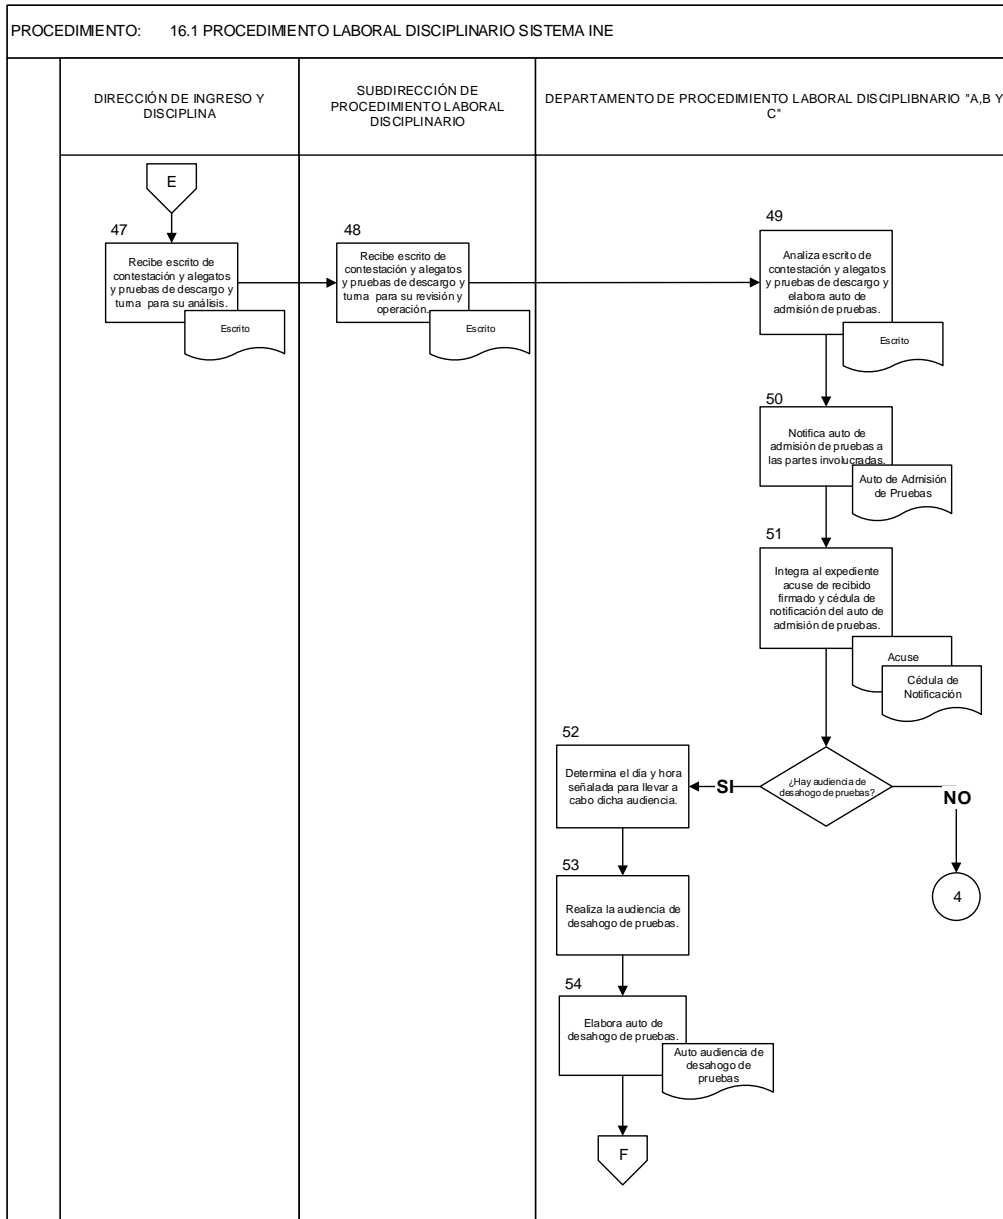 PROCEDIMIENTO: 16.1 PROCEDIMIENTO LABORAL DISCIPLINARIO SISTEMA INE
DIRECCIÓN DE INGRESO Y
DISCIPLINA
SUBDIRECCIÓN DE
PROCEDIMIENTO LABORAL
DISCIPLINARIO
DEPARTAMENTO DE PROCEDIMIENTO LABORAL DISCIPLIBNARIO "A,B Y
C"
E
47
Recibe escrito de
contestación y alegatos
y pruebas de descargo y
turna para su análisis.
Escrito
48
Recibe escrito de
contestación y alegatos
y pruebas de descargo y
turna para su revisión y
operación.
Escrito
49
Analiza escrito de
contestación y alegatos
y pruebas de descargo y
elabora auto de
admisión de pruebas.
Escrito
50
Notifica auto de
admisión de pruebas a
las partes involucradas.
Auto de Admisión
de Pruebas
51
Integra al expediente
acuse de recibido
firmado y cédula de
notificación del auto de
admisión de pruebas.
Acuse
Cédula de
Notificación
¿Hay audiencia de
desahogo de pruebas?
SI
NO
4
52
Determina el día y hora
señalada para llevar a
cabo dicha audiencia.
53
Realiza la audiencia de
desahogo de pruebas.
54
Elabora auto de
desahogo de pruebas.
Auto audiencia de
desahogo de
pruebas
F